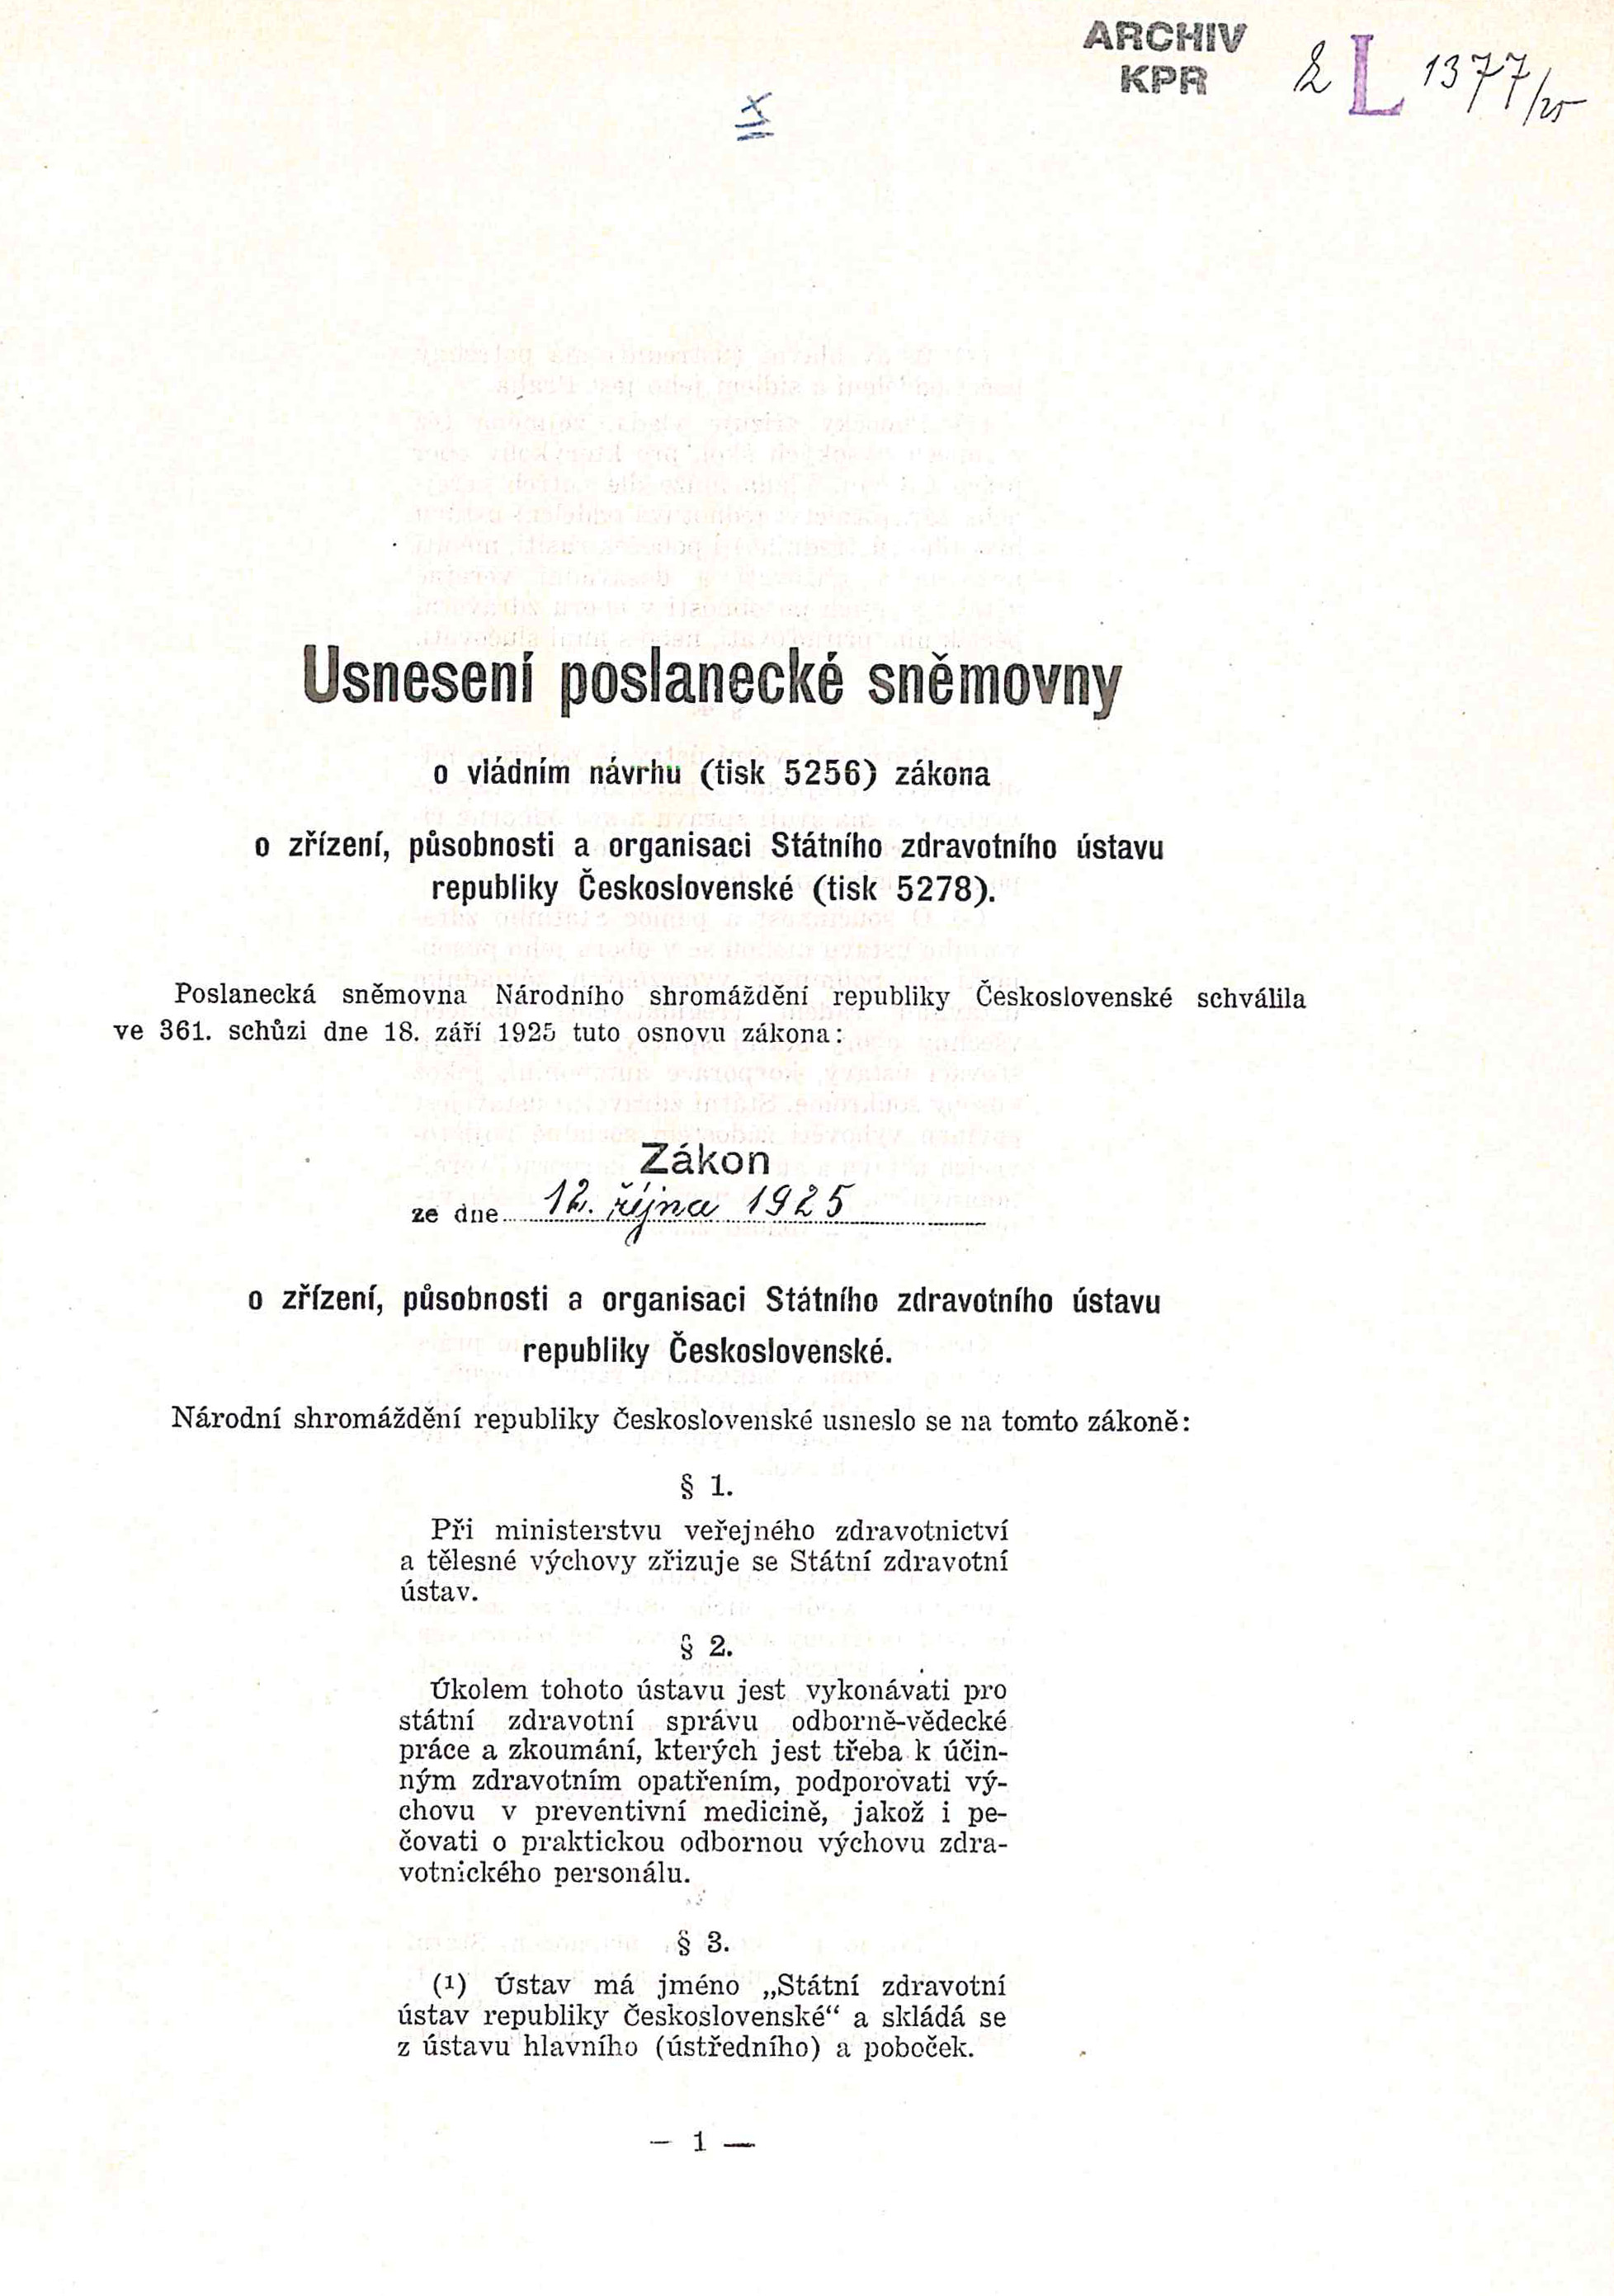 ARCHIV
KPR
L 1377/25
Usnesení poslanecké sněmovny
o vládním návrhu (tisk 5256) zákona
o zřízení, působnosti a organisaci Státního zdravotního ústavu
republiky Československé (tisk 5278).
Poslanecká sněmovna Národního shromáždění republiky Československé schválila
ve 361. schůzi dne 18. září 1925 tuto osnovu zákona:
Zákon
ze dne 12. října 1925
o zřízení, působnosti a organisaci Státního zdravotního ústavu
republiky Československé.
Národní shromáždění republiky Československé usneslo se na tomto zákoně:
§ 1.
Při ministerstvu veřejného zdravotnictví
a tělesné výchovy zřizuje se Státní zdravotní
ústav.
§ 2.
Úkolem tohoto ústavu jest vykonávati pro
státní zdravotní správu odborně-vědecké
práce a zkoumání, kterých jest třeba k účin-
ným zdravotním opatřením, podporovati vý-
chovu v preventivní medicině, jakož i pe-
čovati o praktickou odbornou výchovu zdra-
votnického personálu.
§ 3.
(1) Ústav má jméno „Státní zdravotní
ústav republiky Československé“ a skládá se
z ústavu hlavního (ústředního) a poboček.
— 1 —